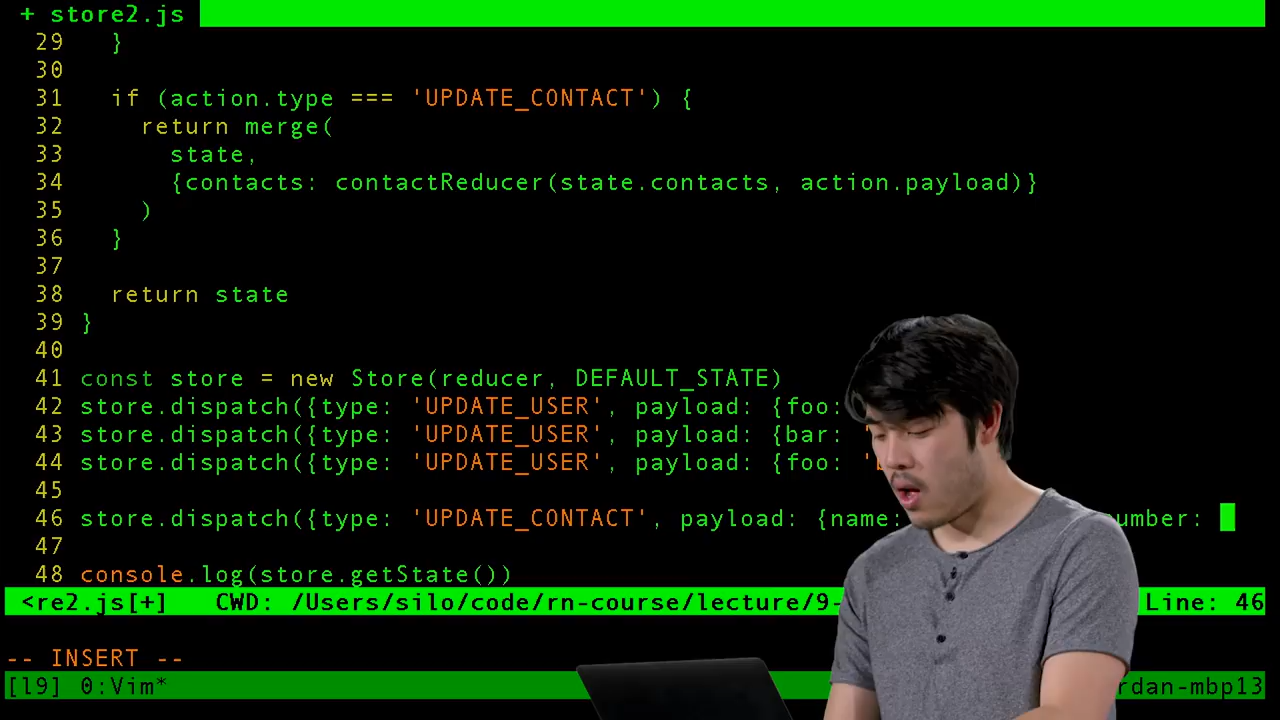 + store2.js
29 }
30
31 if (action.type === 'UPDATE_CONTACT') {
32 return merge(
33 state,
34 {contacts: contactReducer(state.contacts, action.payload)}
35 )
36 }
37
38 return state
39 }
40
41 const store = new Store(reducer, DEFAULT_STATE)
42 store.dispatch({type: 'UPDATE_USER', payload: {foo:
43 store.dispatch({type: 'UPDATE_USER', payload: {bar:
44 store.dispatch({type: 'UPDATE_USER', payload: {foo: '
45
46 store.dispatch({type: 'UPDATE_CONTACT', payload: {name: umber:
47
48 console.log(store.getState())
<re2.js[+] CWD: /Users/silo/code/rn-course/lecture/9- Line: 46
-- INSERT --
[l9] 0:Vim* rdan-mbp13